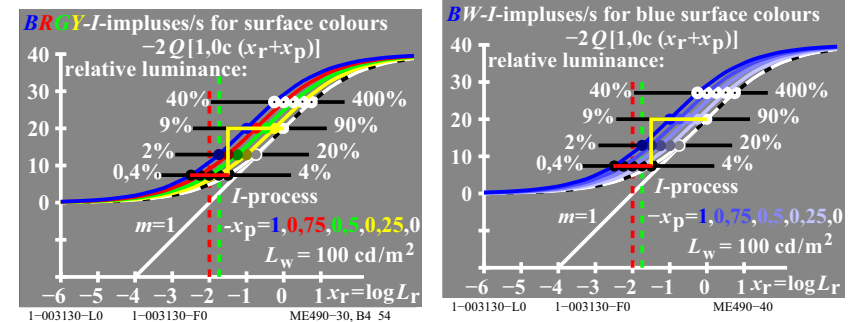 BRGY-I-impluses/s for surface colours
−2Q[1,0c (xr+xp)]
40
relative luminance:
30
40% 400%
20
9% 90%
10
2% 20%
0,4% 4%
0
I-process
m=1
−xp=1,0,75,0,5,0,25,0
Lw=100 cd/m2
−6 −5 −4 −3 −2 −1 0 1 xr=logLr
1−003130−L0 1−003130−F0 ME490−30, B4_54
BW-I-impluses/s for blue surface colours
−2Q[1,0c (xr+xp)]
40
relative luminance:
30
40% 400%
20
9% 90%
10
2% 20%
0,4% 4%
0
I-process
m=1
−xp=1,0,75,0,5,0,25,0
Lw=100 cd/m2
−6 −5 −4 −3 −2 −1 0 1 xr=logLr
1−003130−L0 1−003130−F0 ME490−40